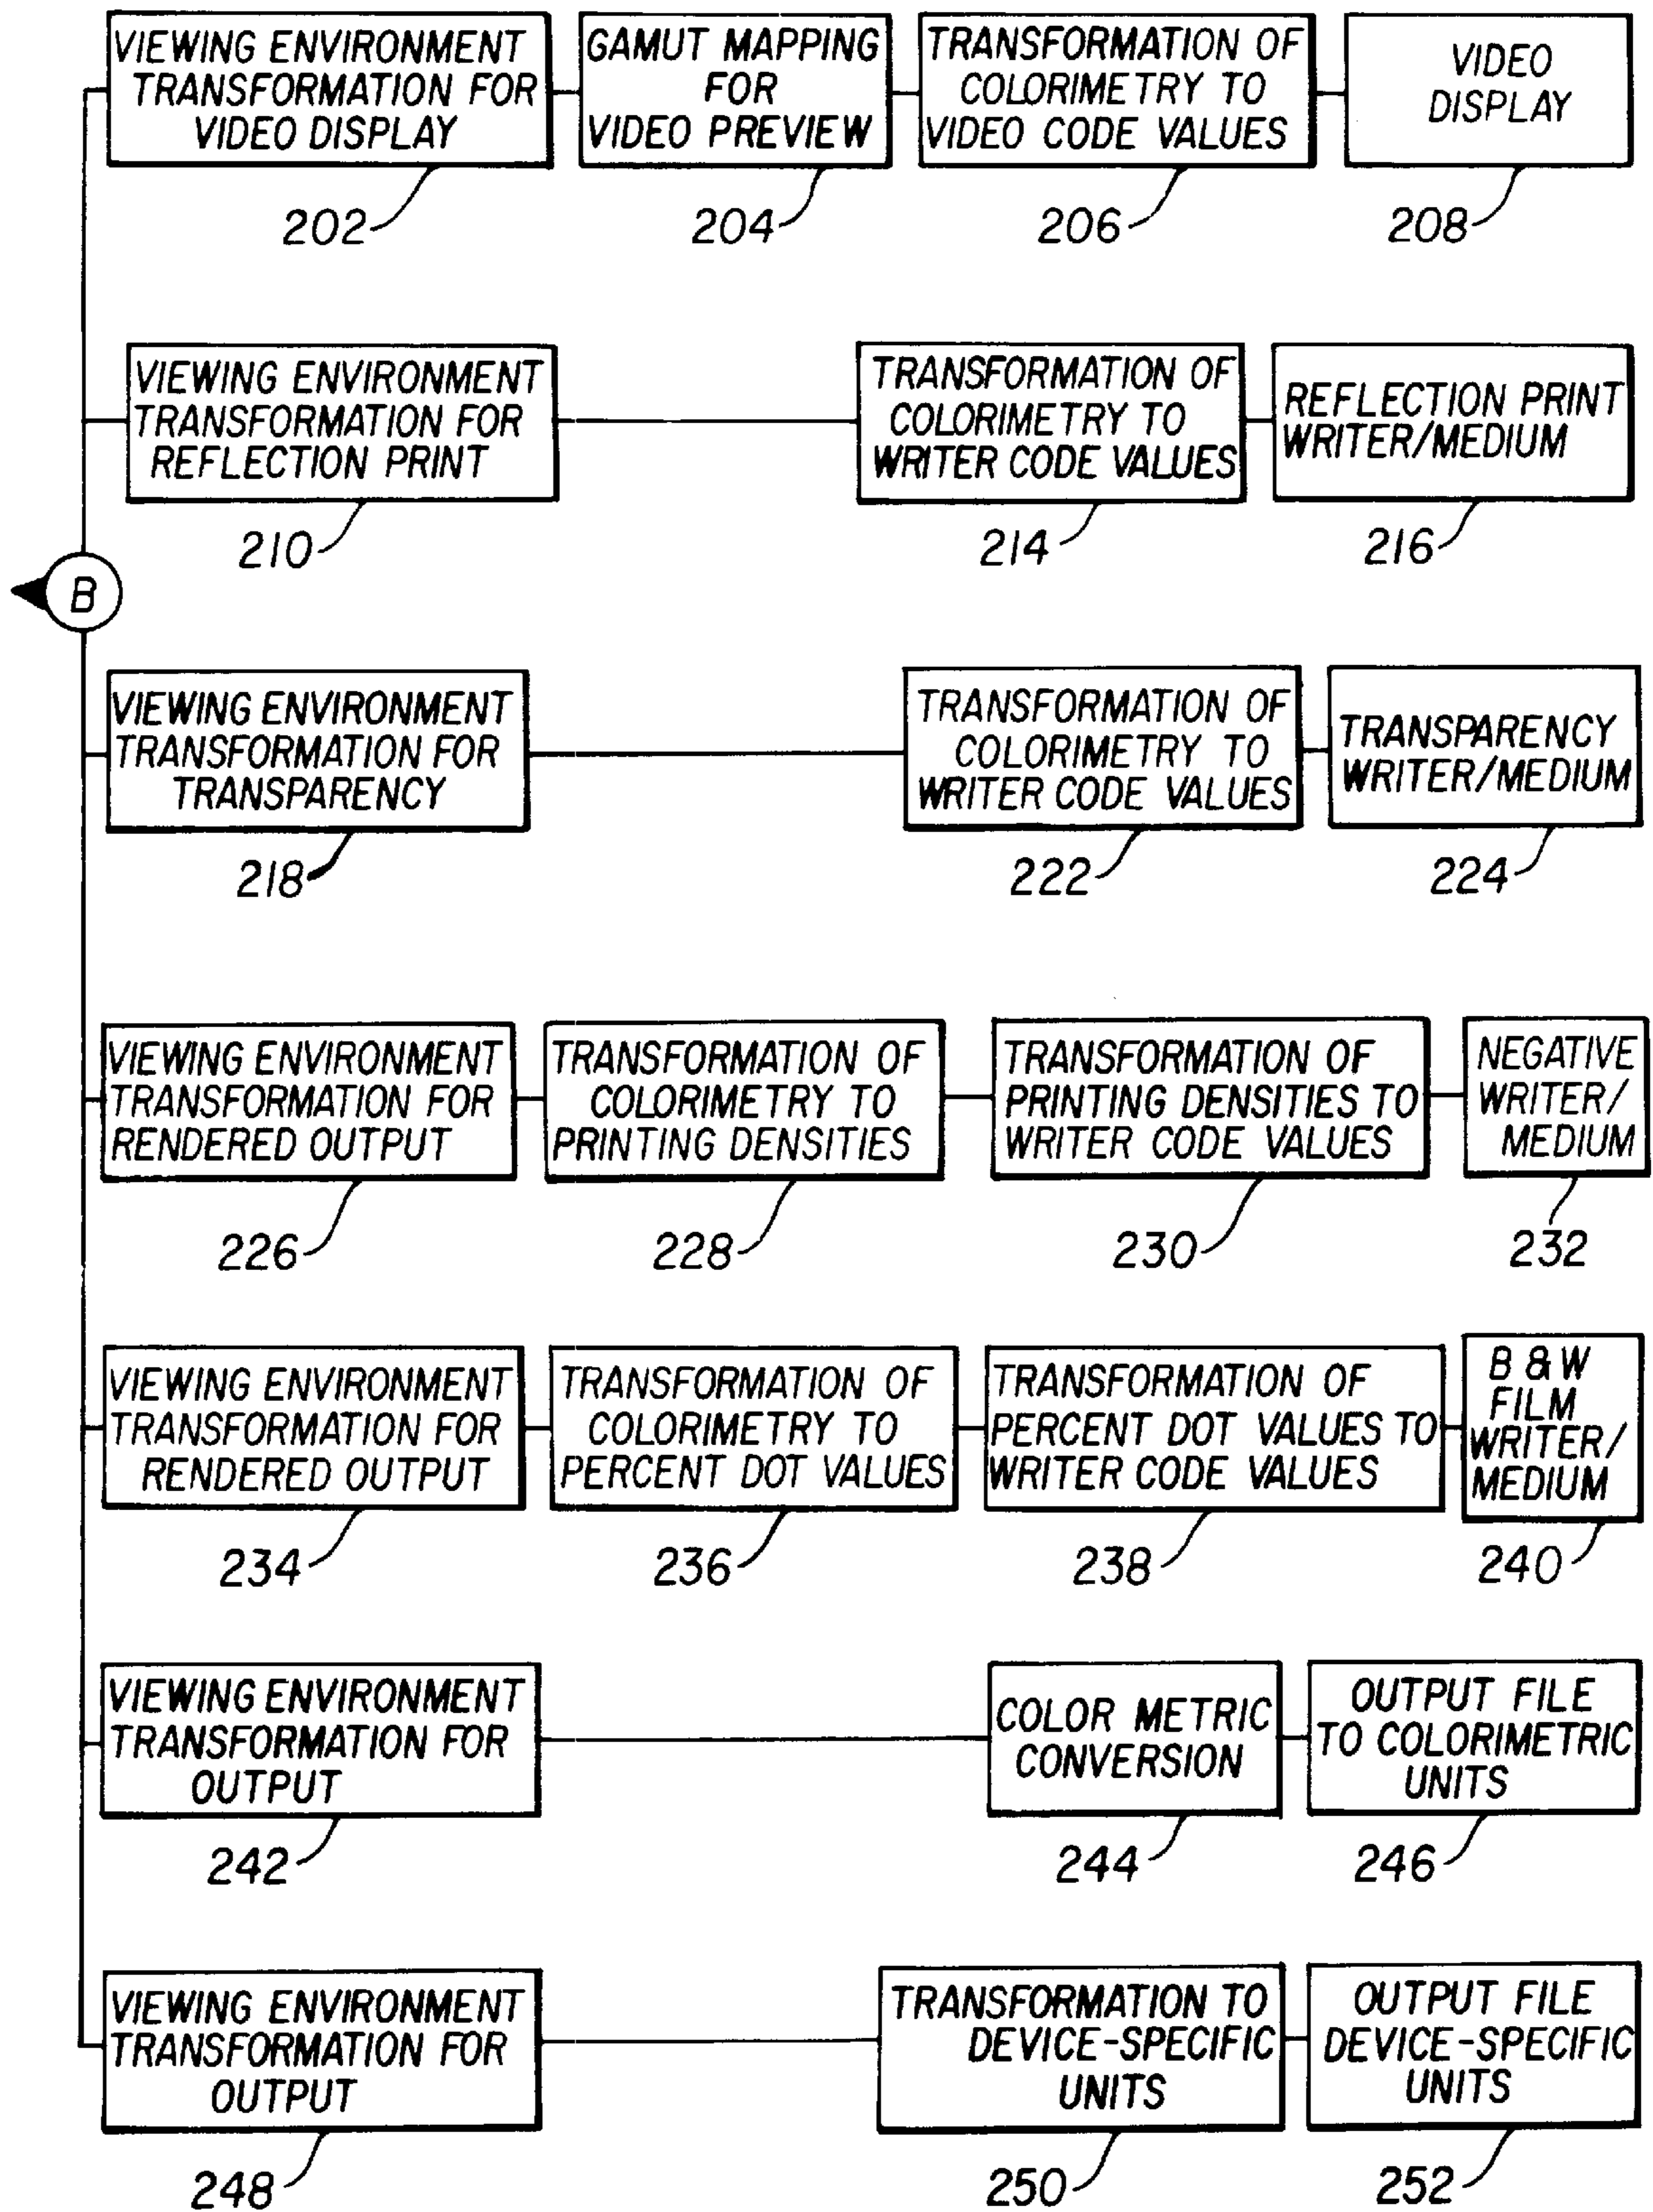 VIEWING ENVIRONMENT
TRANSFORMATION FOR
VIDEO DISPLAY
GAMUT MAPPING
FOR
VIDEO PREVIEW
TRANSFORMATION OF
COLORIMETRY TO
VIDEO CODE VALUES
VIDEO
DISPLAY
202
204
206
208
VIEWING ENVIRONMENT
TRANSFORMATION FOR
REFLECTION PRINT
TRANSFORMATION OF
COLORIMETRY TO
WRITER CODE VALUES
REFLECTION PRINT
WRITER/MEDIUM
210
214
216
B
VIEWING ENVIRONMENT
TRANSFORMATION FOR
TRANSPARENCY
TRANSFORMATION OF
COLORIMETRY TO
WRITER CODE VALUES
TRANSPARENCY
WRITER/MEDIUM
218
222
224
VIEWING ENVIRONMENT
TRANSFORMATION FOR
RENDERED OUTPUT
TRANSFORMATION OF
COLORIMETRY TO
PRINTING DENSITIES
TRANSFORMATION OF
PRINTING DENSITIES TO
WRITER CODE VALUES
NEGATIVE
WRITER/
MEDIUM
226
228
230
232
VIEWING ENVIRONMENT
TRANSFORMATION FOR
RENDERED OUTPUT
TRANSFORMATION OF
COLORIMETRY TO
PERCENT DOT VALUES
TRANSFORMATION OF
PERCENT DOT VALUES TO
WRITER CODE VALUES
B & W
FILM
WRITER/
MEDIUM
234
236
238
240
VIEWING ENVIRONMENT
TRANSFORMATION FOR
OUTPUT
COLOR METRIC
CONVERSION
OUTPUT FILE
TO COLORIMETRIC
UNITS
242
244
246
VIEWING ENVIRONMENT
TRANSFORMATION FOR
OUTPUT
TRANSFORMATION TO
DEVICE-SPECIFIC
UNITS
OUTPUT FILE
DEVICE-SPECIFIC
UNITS
248
250
252